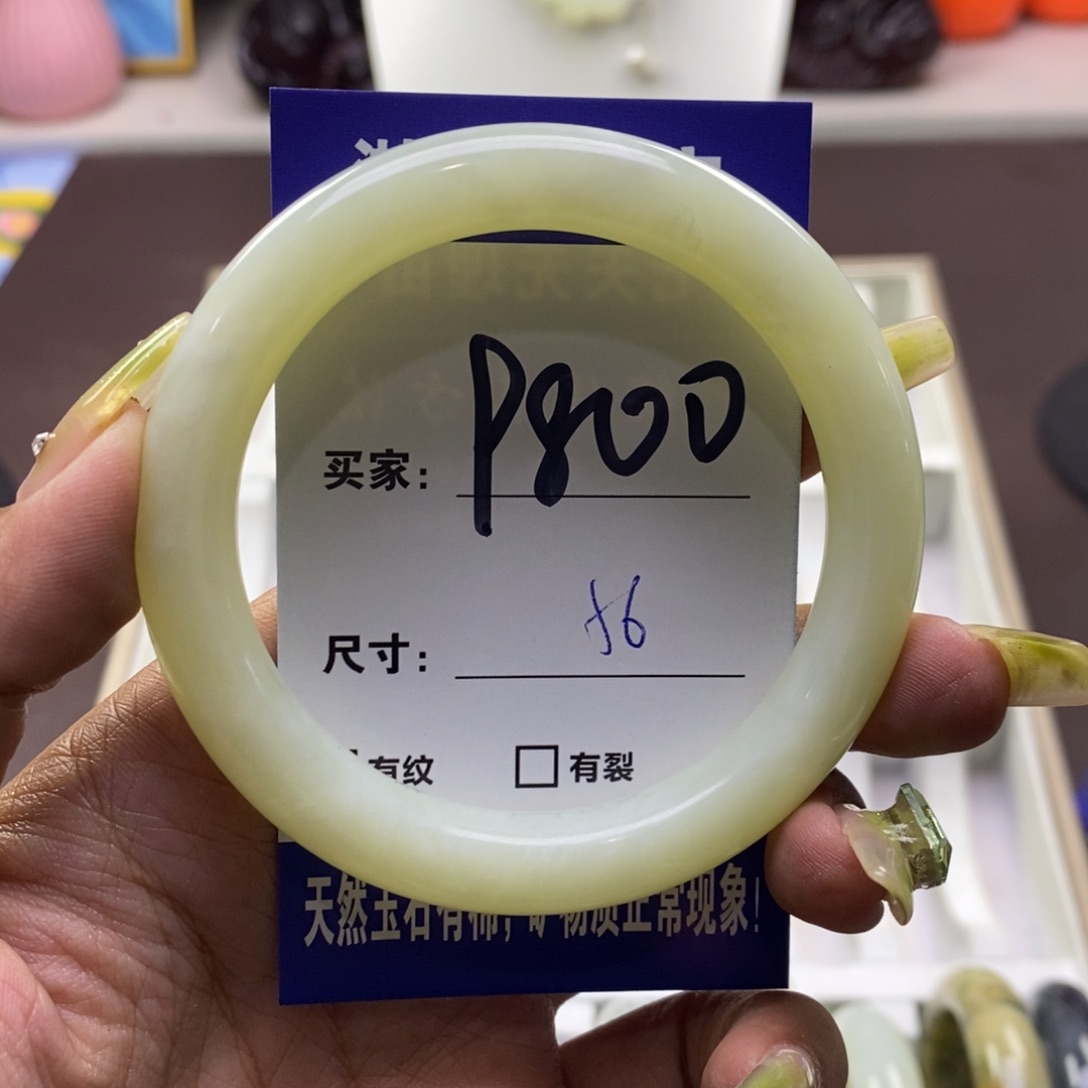 买家: P800
尺寸: 56
有纹 有裂
天然玉石有棉, 矿物质正常现象!